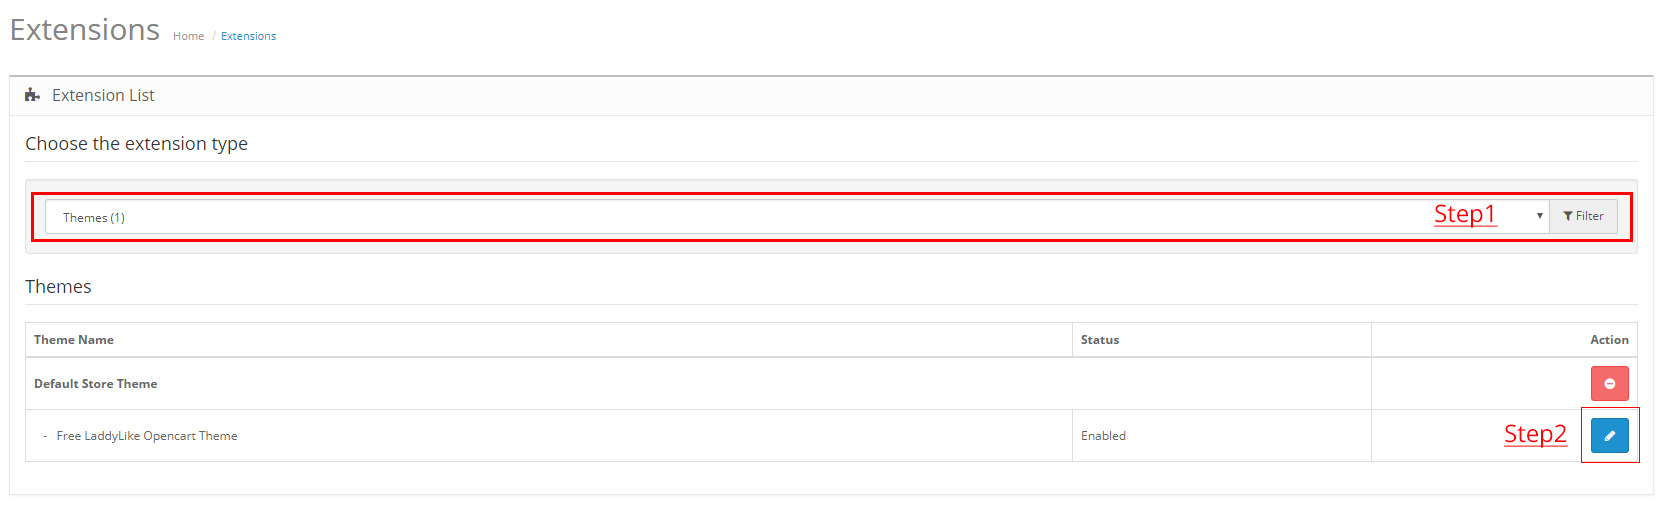 Extensions Home / Extensions
Extension List
Choose the extension type
Themes (1) Step1 Filter
Themes
Theme Name Status Action
Default Store Theme
- Free LaddyLike Opencart Theme Enabled Step2